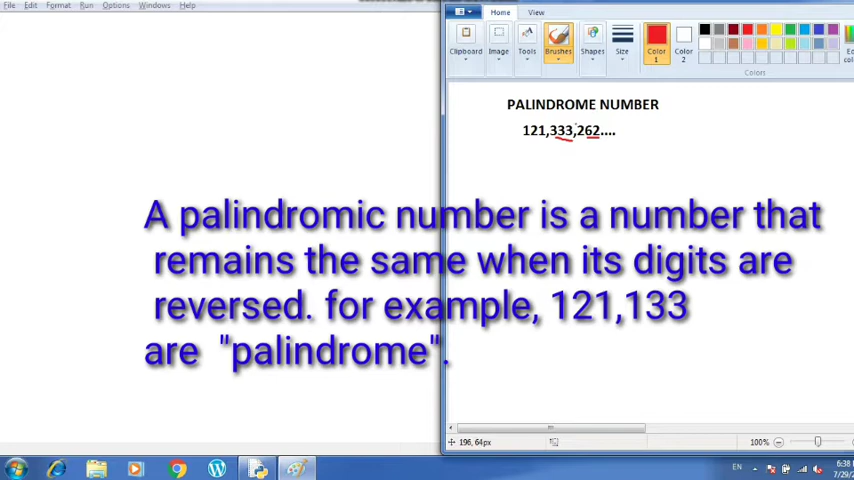 File Edit Format Run Options Windows Help
Home View
Clipboard Image Tools Brushes Shapes Size Color 1 Color 2
Colors
PALINDROME NUMBER
121,333,262....
A palindromic number is a number that
remains the same when its digits are
reversed. for example, 121,133
are "palindrome".
196, 64px 100%
EN 6:38